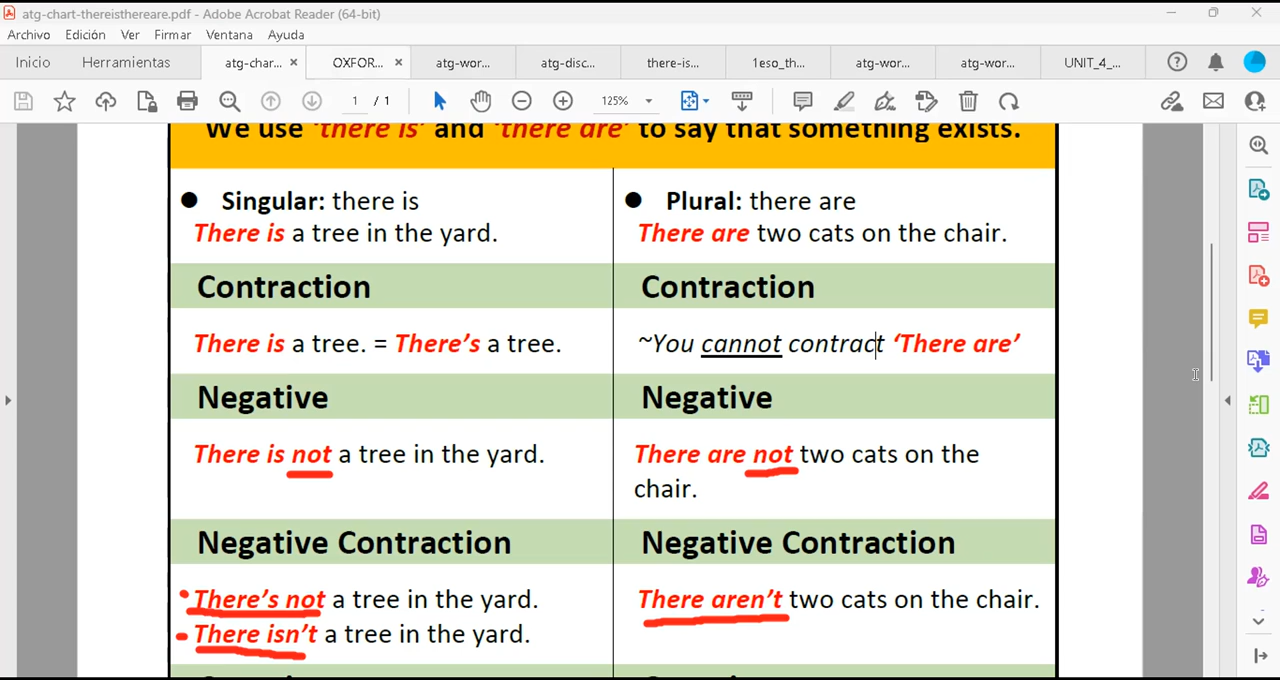 atg-chart-thereisthereare.pdf - Adobe Acrobat Reader (64-bit)
Archivo Edición Ver Firmar Ventana Ayuda
Inicio Herramientas atg-char... × OXFOR... × atg-wor... atg-disc... there-is... 1eso_th... atg-wor... atg-wor... UNIT_4_...
1 / 1 125%
We use 'there is' and 'there are' to say that something exists.
● Singular: there is
There is a tree in the yard.
● Plural: there are
There are two cats on the chair.
Contraction
Contraction
There is a tree. = There's a tree.
~You cannot contract 'There are'
Negative
Negative
There is not a tree in the yard.
There are not two cats on the
chair.
Negative Contraction
Negative Contraction
There's not a tree in the yard.
There isn't a tree in the yard.
There aren't two cats on the chair.